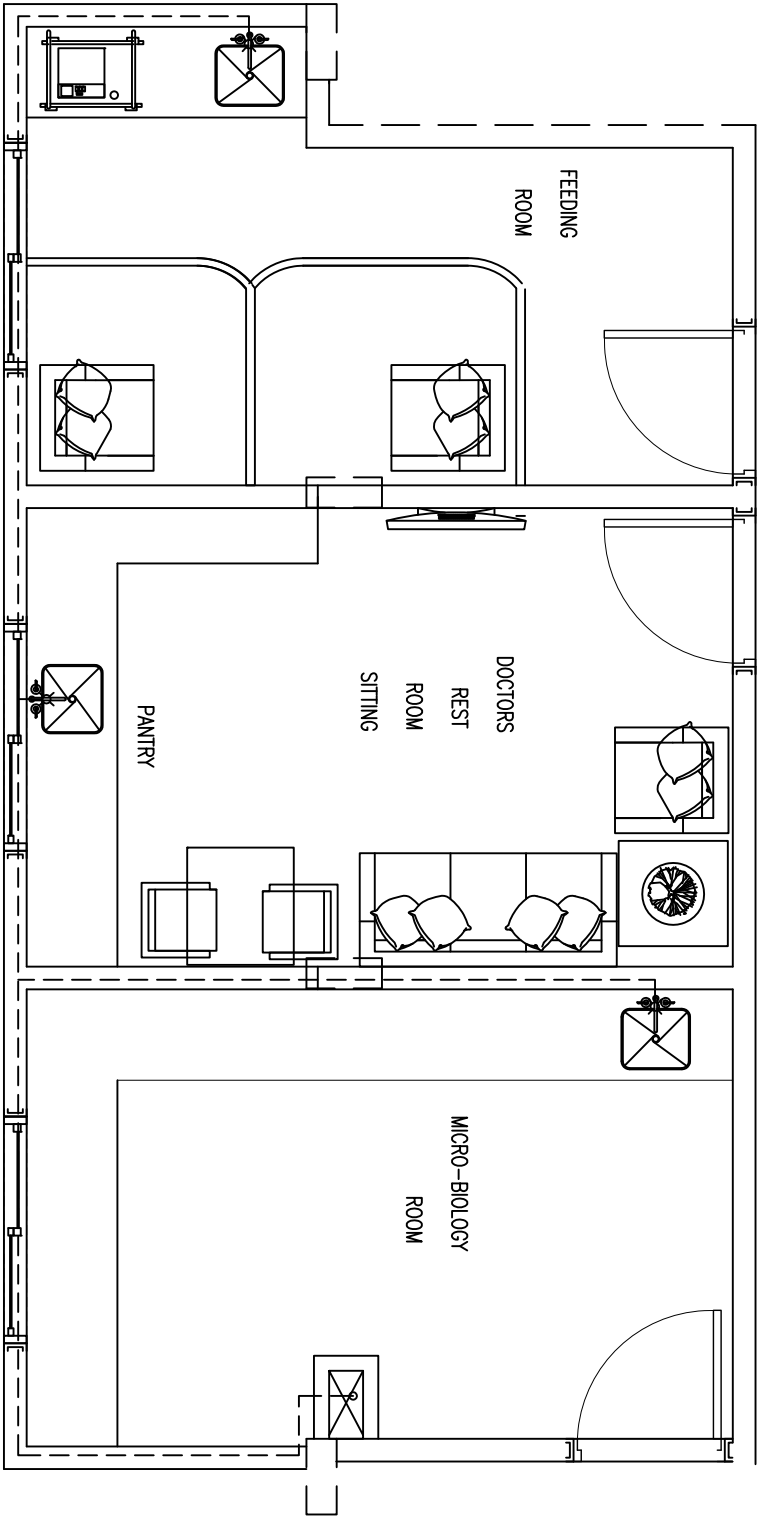 FEEDING
ROOM
DOCTORS
REST
ROOM
SITTING
PANTRY
MICRO-BIOLOGY
ROOM